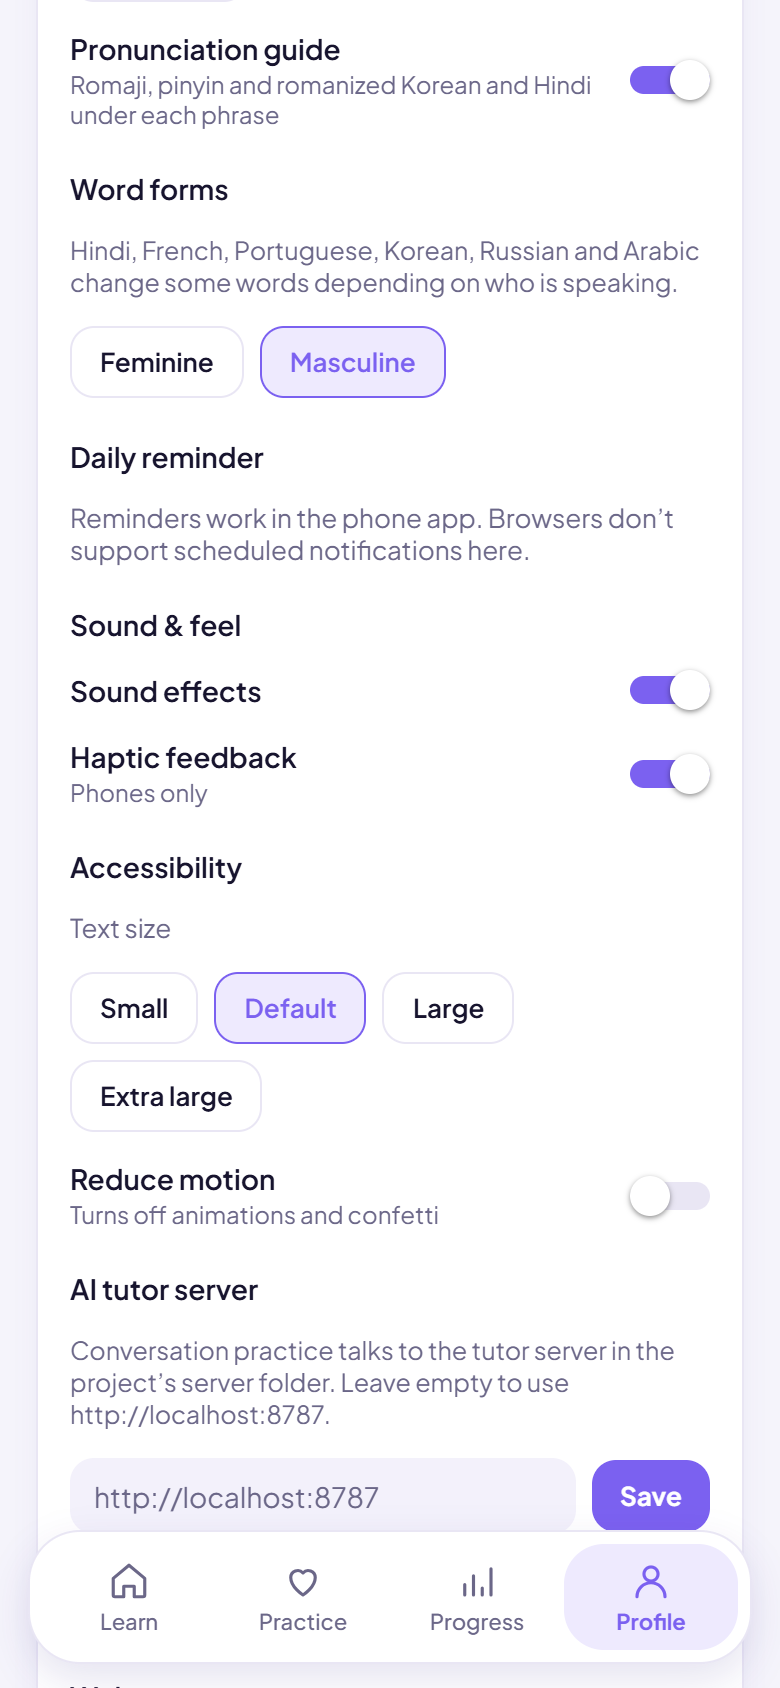 Pronunciation guide
Romaji, pinyin and romanized Korean and Hindi
under each phrase
Word forms
Hindi, French, Portuguese, Korean, Russian and Arabic
change some words depending on who is speaking.
Feminine
Masculine
Daily reminder
Reminders work in the phone app. Browsers don’t
support scheduled notifications here.
Sound & feel
Sound effects
Haptic feedback
Phones only
Accessibility
Text size
Small
Default
Large
Extra large
Reduce motion
Turns off animations and confetti
AI tutor server
Conversation practice talks to the tutor server in the
project’s server folder. Leave empty to use
http://localhost:8787.
http://localhost:8787
Save
Learn
Practice
Progress
Profile